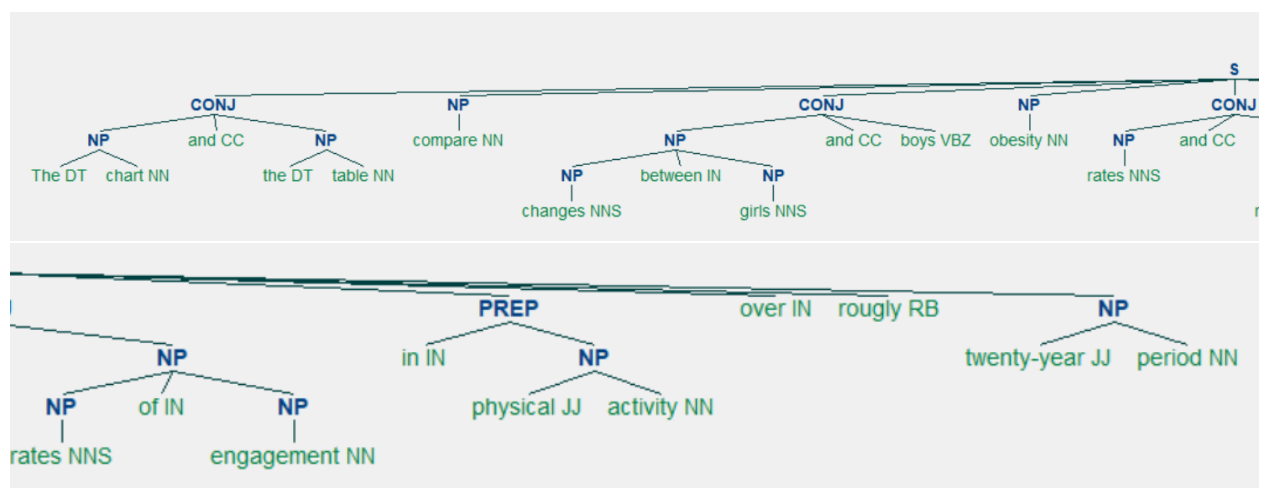 S
CONJ NP CONJ NP CONJ
NP and CC NP compare NN NP and CC boys VBZ obesity NN NP and CC
The DT chart NN the DT table NN NP between IN NP rates NNS
changes NNS girls NNS
PREP over IN rougly RB NP
NP in IN NP twenty-year JJ period NN
NP of IN NP physical JJ activity NN
rates NNS engagement NN